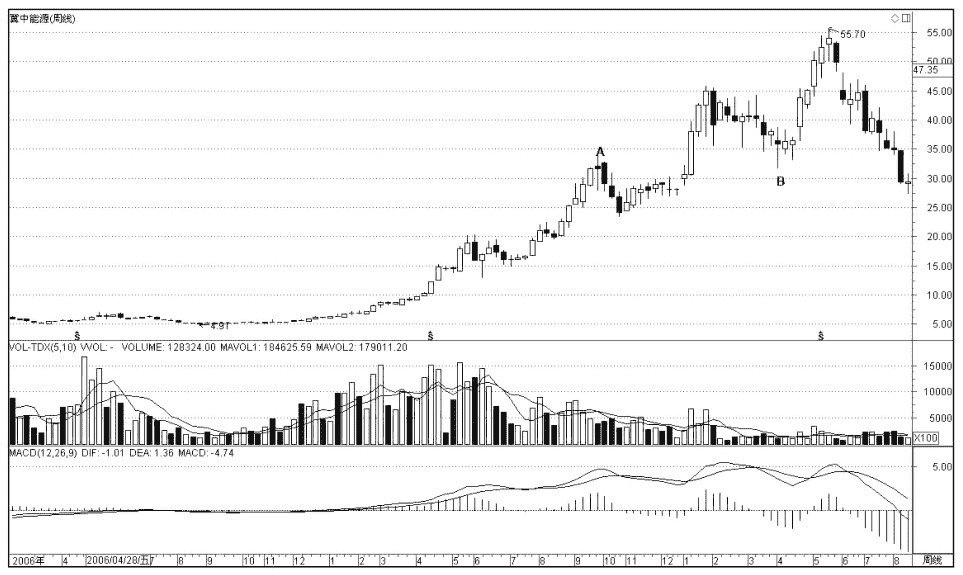 冀中能源(周线)
55.70
55.00
50.00
47.35
45.00
40.00
A
35.00
B
30.00
25.00
20.00
15.00
10.00
4.91
5.00
S S S
VOL-TDX(5,10) VVOL: - VOLUME: 128324.00 MAVOL1: 184625.59 MAVOL2: 179011.20
15000
10000
5000
X100
MACD(12,26,9) DIF: -1.01 DEA: 1.36 MACD: -4.74
5.00
2006年 4 2006/04/28(五) 7 8 9 10 11 12 1 2 3 4 5 6 7 8 9 10 11 12 1 2 3 4 5 6 7 8 周线